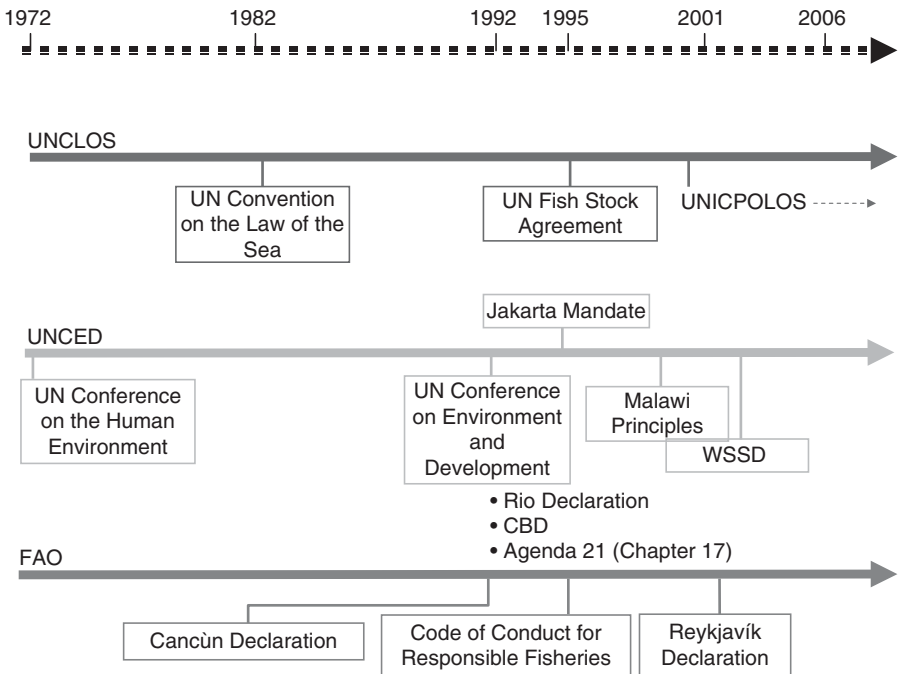 1972 1982 1992 1995 2001 2006
UNCLOS
UN Convention
on the Law of the
Sea
UN Fish Stock
Agreement
UNICPOLOS
Jakarta Mandate
UNCED
UN Conference
on the Human
Environment
UN Conference
on Environment
and
Development
Malawi
Principles
WSSD
• Rio Declaration
• CBD
• Agenda 21 (Chapter 17)
FAO
Cancùn Declaration
Code of Conduct for
Responsible Fisheries
Reykjavík
Declaration